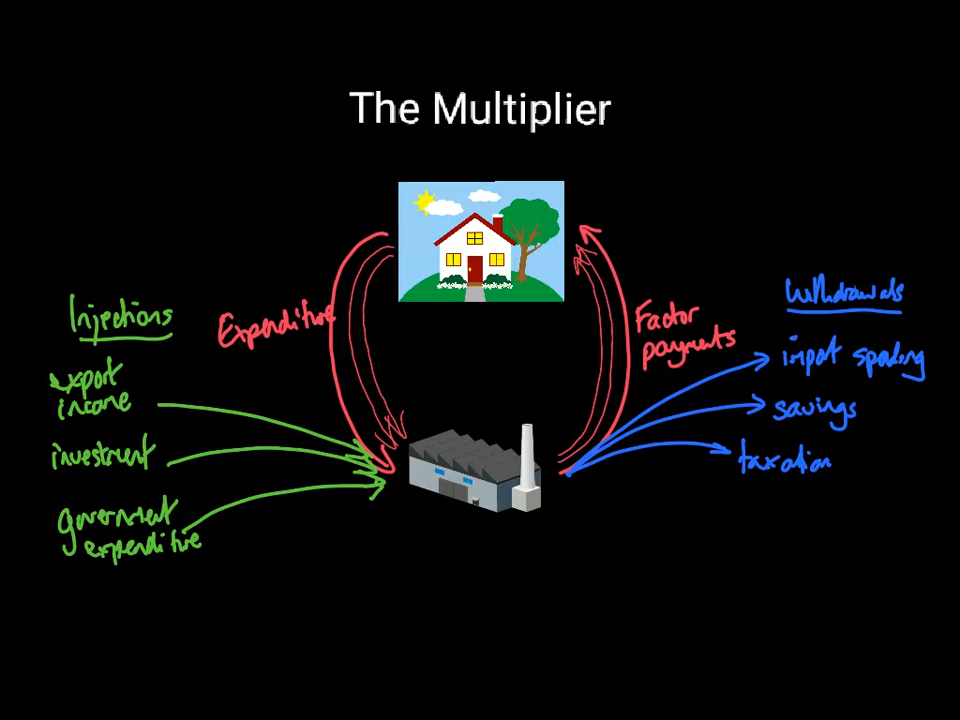 The Multiplier
Injections
export
income
investment
government
expenditure
Expenditure
Factor
payments
Withdrawals
import spending
savings
taxation